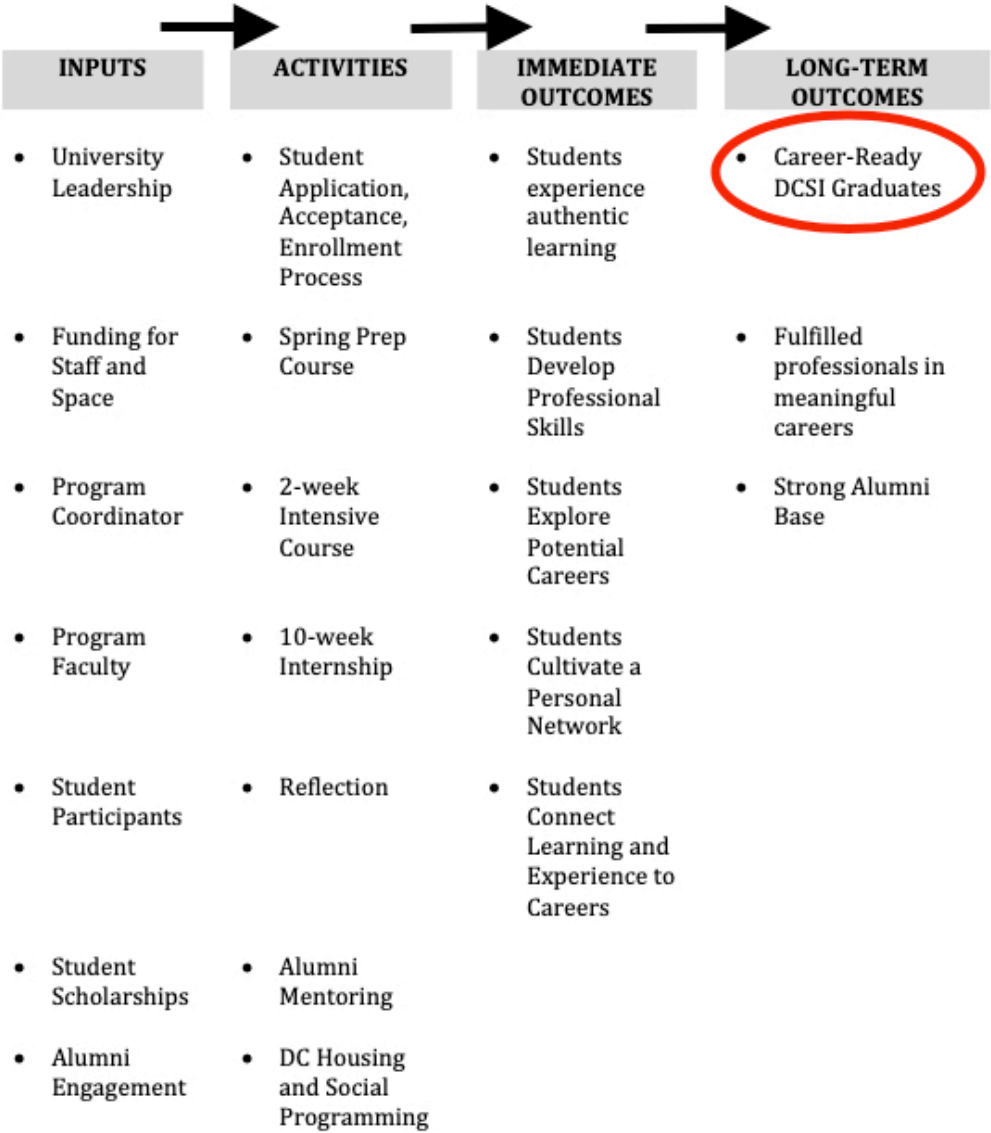 INPUTS
ACTIVITIES
IMMEDIATE
OUTCOMES
LONG-TERM
OUTCOMES
• University
Leadership
• Student
Application,
Acceptance,
Enrollment
Process
• Students
experience
authentic
learning
• Career-Ready
DCSI Graduates
• Funding for
Staff and
Space
• Spring Prep
Course
• Students
Develop
Professional
Skills
• Fulfilled
professionals in
meaningful
careers
• Program
Coordinator
• 2-week
Intensive
Course
• Students
Explore
Potential
Careers
• Strong Alumni
Base
• Program
Faculty
• 10-week
Internship
• Students
Cultivate a
Personal
Network
• Student
Participants
• Reflection
• Students
Connect
Learning and
Experience to
Careers
• Student
Scholarships
• Alumni
Mentoring
• Alumni
Engagement
• DC Housing
and Social
Programming